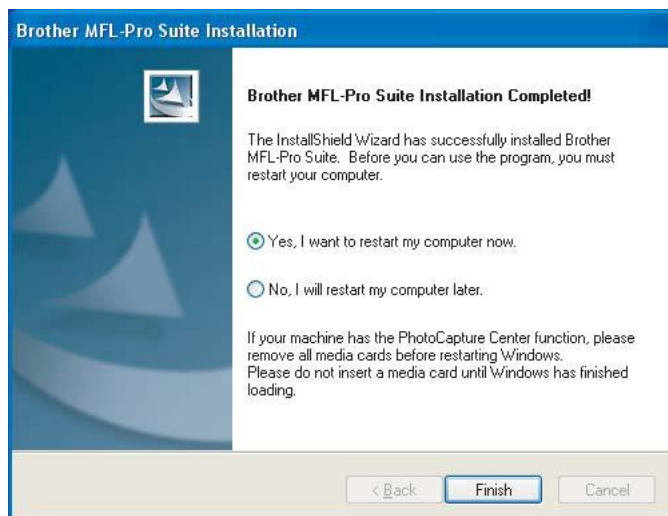 Brother MFL-Pro Suite Installation
Brother MFL-Pro Suite Installation Completed!
The InstallShield Wizard has successfully installed Brother
MFL-Pro Suite.  Before you can use the program, you must
restart your computer.
Yes, I want to restart my computer now.
No, I will restart my computer later.
If your machine has the PhotoCapture Center function, please
remove all media cards before restarting Windows.
Please do not insert a media card until Windows has finished
loading.
< Back  Finish  Cancel